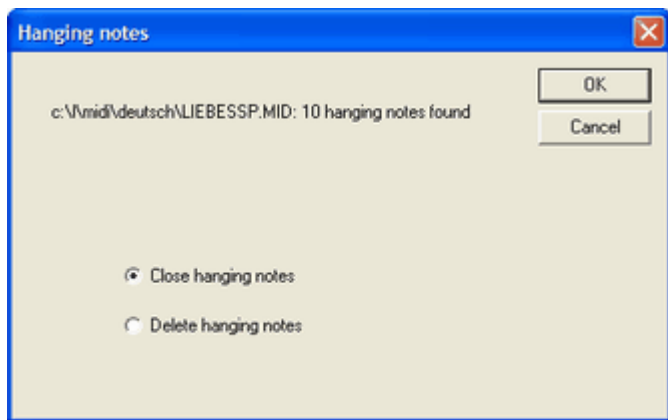 Hanging notes
OK
c:\l\midi\deutsch\LIEBESSP.MID: 10 hanging notes found
Cancel
Close hanging notes
Delete hanging notes